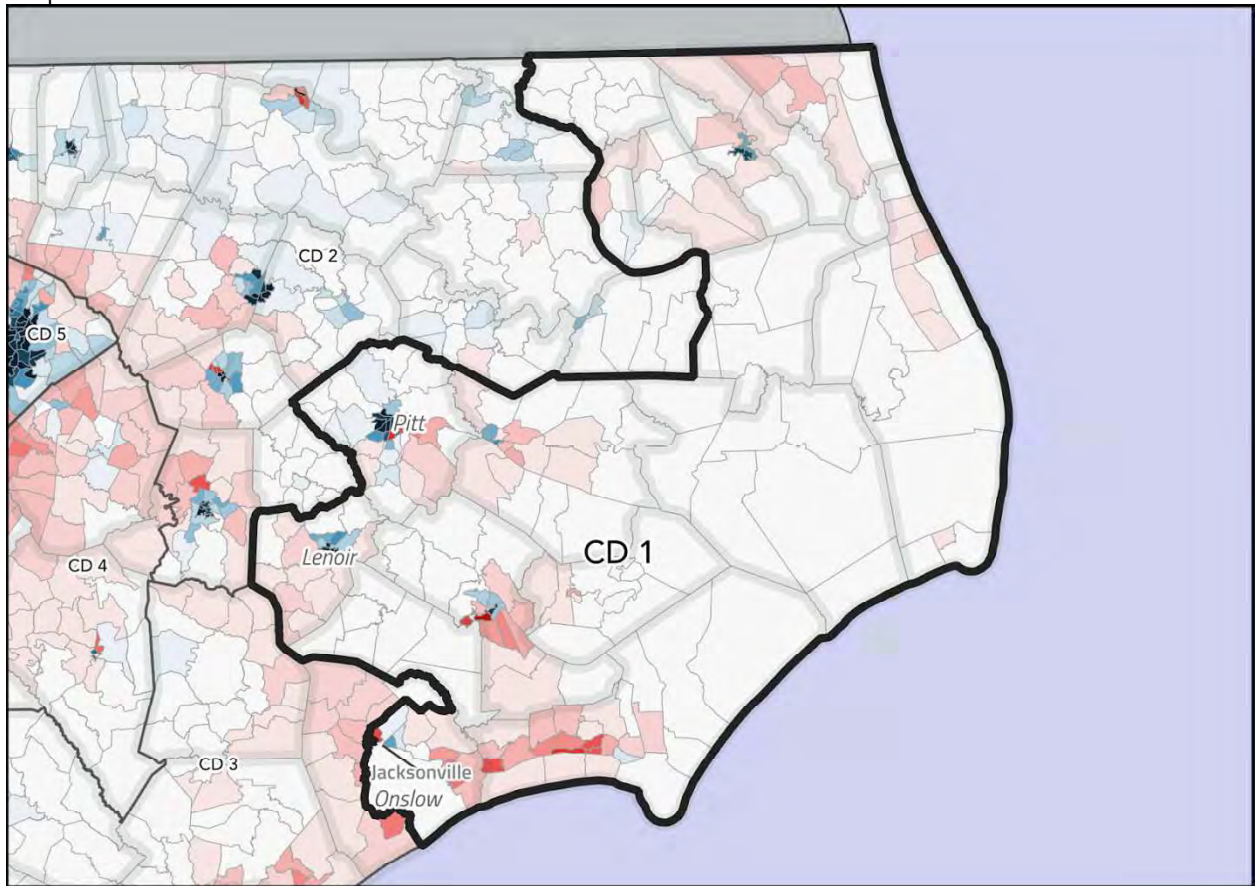 CD 2
CD 5
Pitt
CD 1
Lenoir
CD 4
CD 3
Jacksonville
Onslow